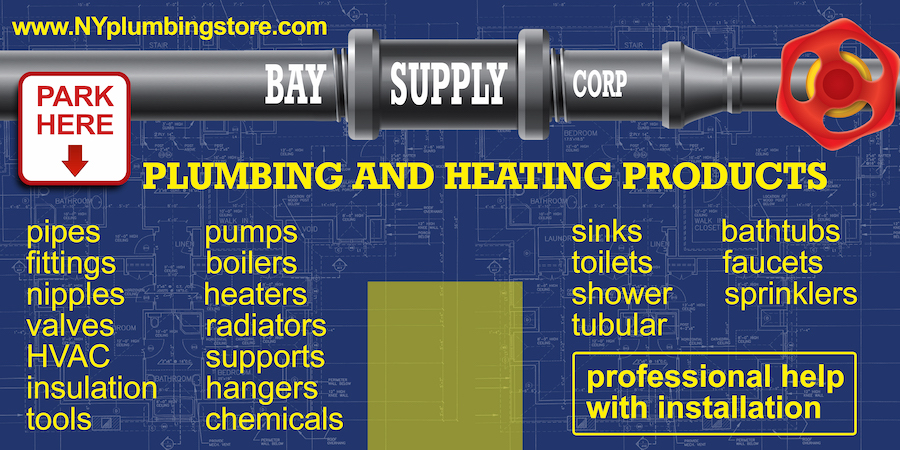 www.NYplumbingstore.com
BAY SUPPLY CORP
PARK
HERE
PLUMBING AND HEATING PRODUCTS
pipes
fittings
nipples
valves
HVAC
insulation
tools
pumps
boilers
heaters
radiators
supports
hangers
chemicals
sinks
toilets
shower
tubular
bathtubs
faucets
sprinklers
professional help
with installation